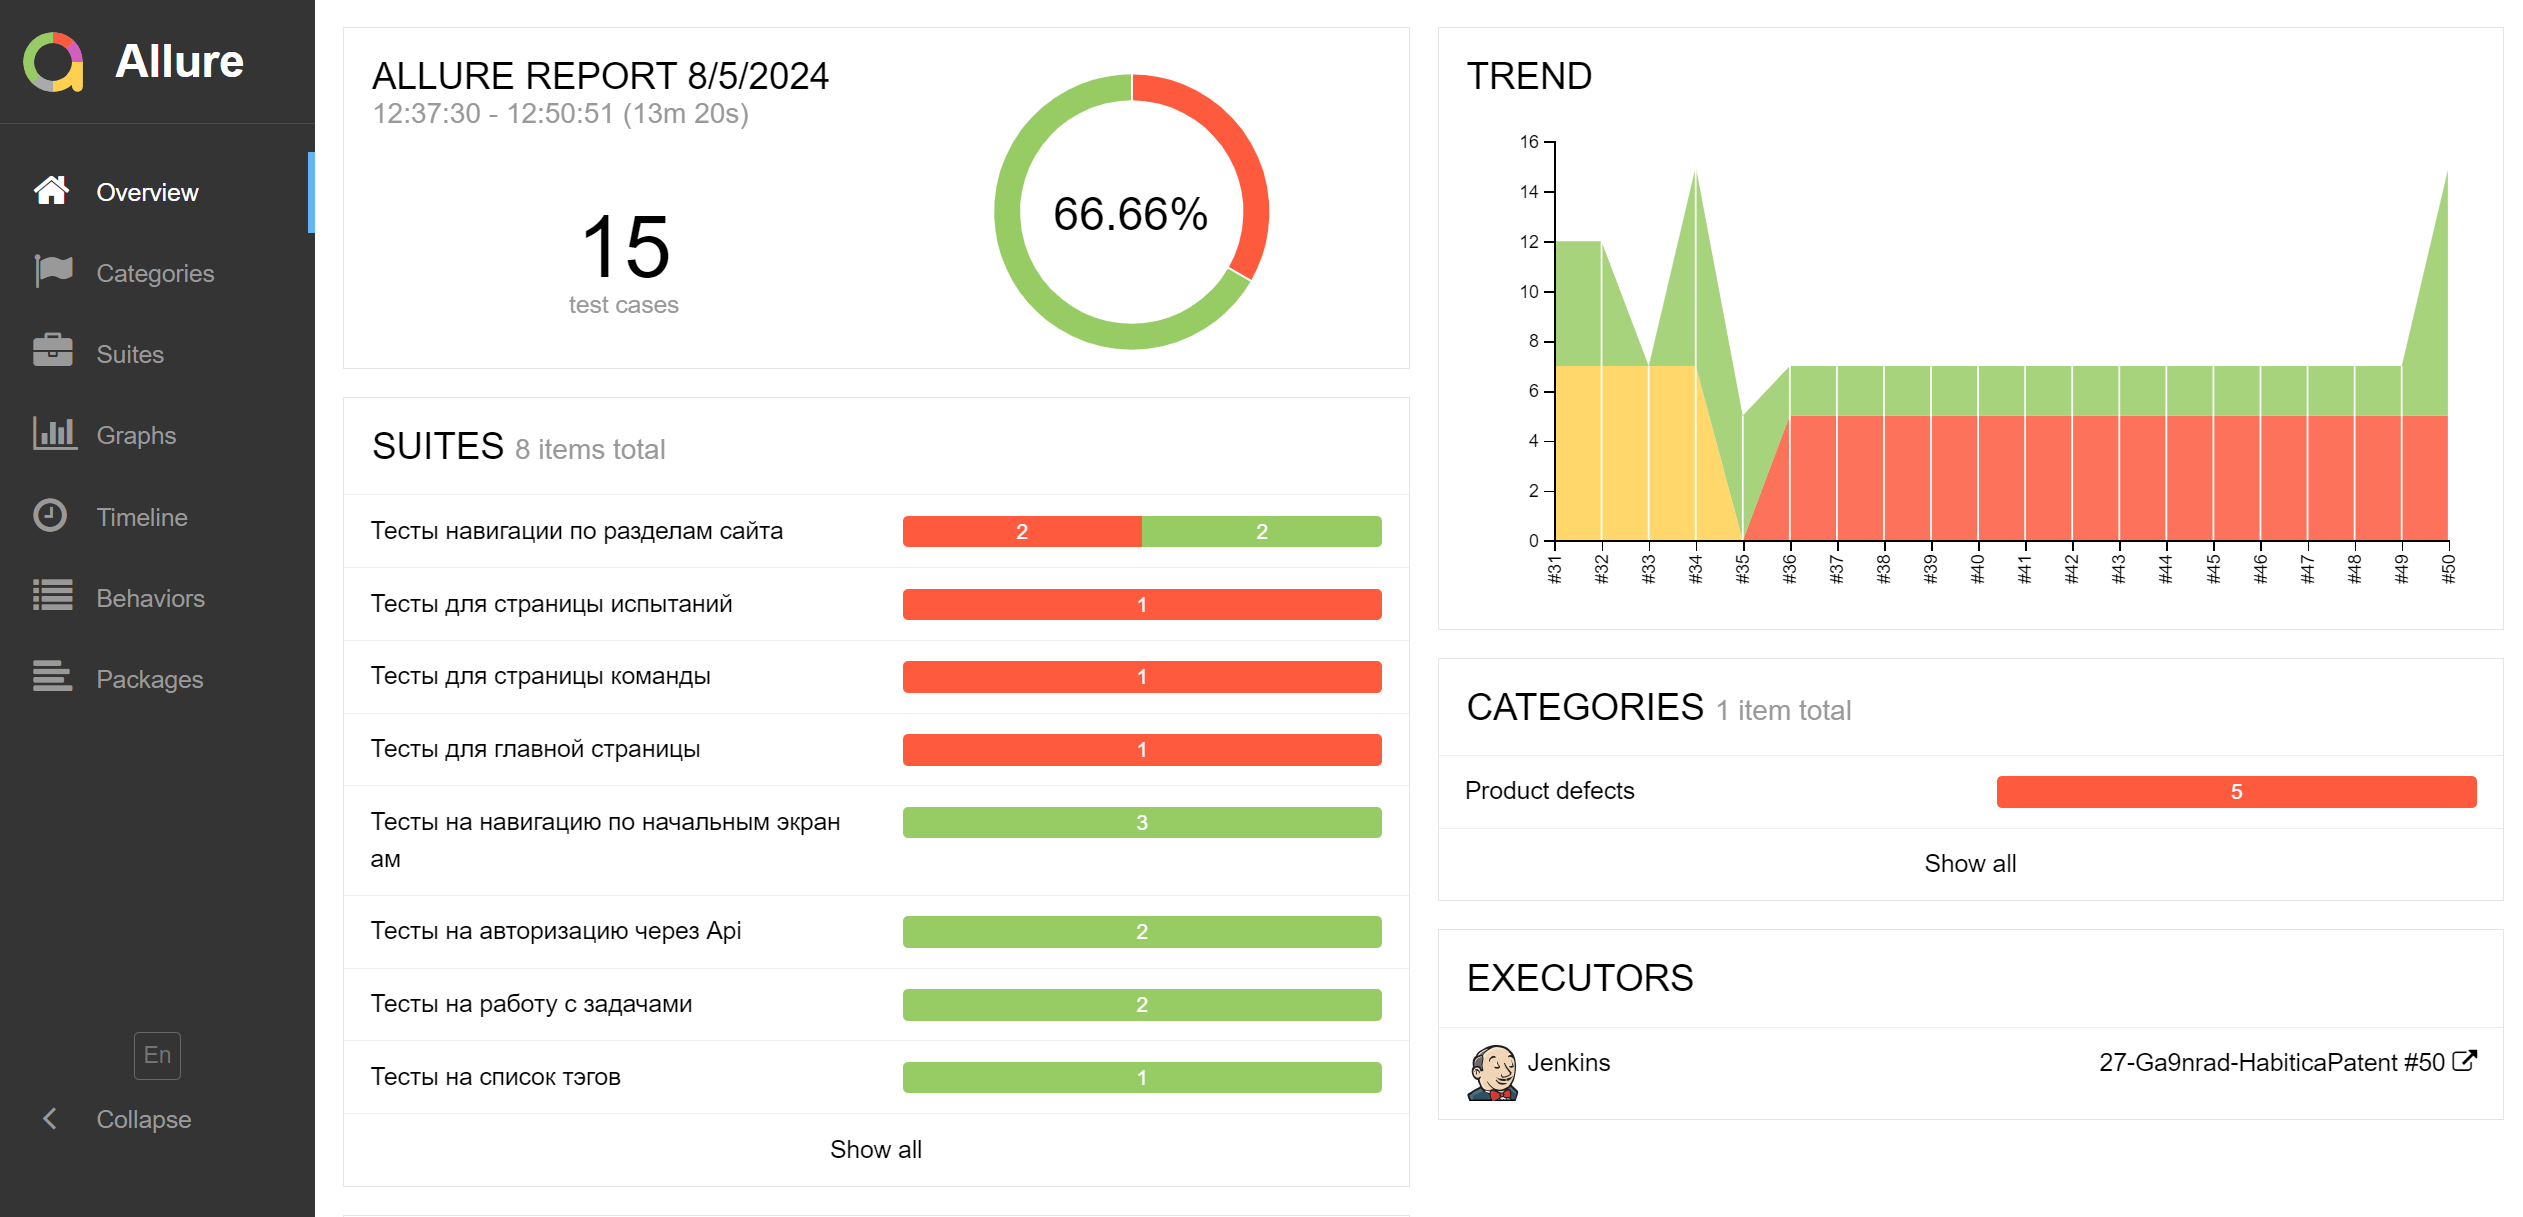 Allure
Overview
Categories
Suites
Graphs
Timeline
Behaviors
Packages
En
Collapse
ALLURE REPORT 8/5/2024
12:37:30 - 12:50:51 (13m 20s)
15
test cases
66.66%
SUITES 8 items total
Тесты навигации по разделам сайта 2 2
Тесты для страницы испытаний 1
Тесты для страницы команды 1
Тесты для главной страницы 1
Тесты на навигацию по начальным экран 3
ам
Тесты на авторизацию через Api 2
Тесты на работу с задачами 2
Тесты на список тэгов 1
Show all
TREND
16
14
12
10
8
6
4
2
0
#31 #32 #33 #34 #35 #36 #37 #38 #39 #40 #41 #42 #43 #44 #45 #46 #47 #48 #49 #50
CATEGORIES 1 item total
Product defects 5
Show all
EXECUTORS
Jenkins 27-Ga9nrad-HabiticaPatent #50